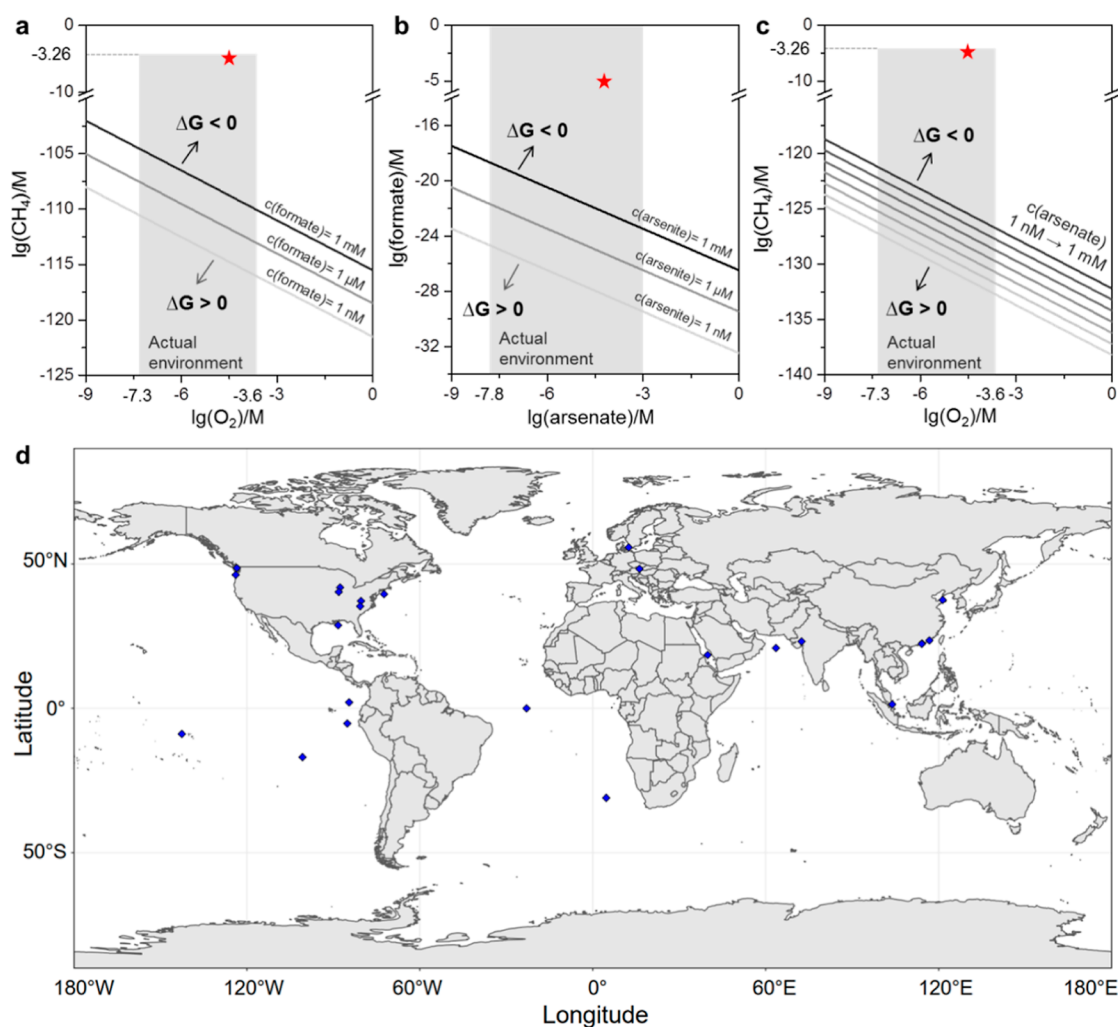 a
0
-3.26
-10
-105
-110
-115
-120
-125
lg(CH₄)/M
ΔG < 0
c(formate)= 1 mM
c(formate)= 1 μM
c(formate)= 1 nM
ΔG > 0
Actual
environment
-9 -7.3 -6 -3.6 -3 0
lg(O₂)/M
b
0
-5
-16
-20
-24
-28
-32
lg(formate)/M
ΔG < 0
c(arsenite)= 1 mM
c(arsenite)= 1 μM
c(arsenite)= 1 nM
ΔG > 0
Actual
environment
-9 -7.8 -6 -3 0
lg(arsenate)/M
c
0
-3.26
-10
-120
-125
-130
-135
-140
lg(CH₄)/M
ΔG < 0
c(arsenate)
1 nM → 1 mM
ΔG > 0
Actual
environment
-9 -7.3 -6 -3.6 -3 0
lg(O₂)/M
d
50°N
0°
50°S
Latitude
180°W 120°W 60°W 0° 60°E 120°E 180°E
Longitude